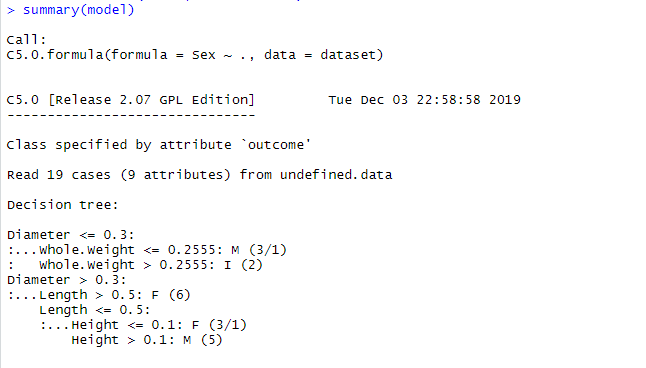 > summary(model)
Call:
C5.0.formula(formula = Sex ~ ., data = dataset)
C5.0 [Release 2.07 GPL Edition]         Tue Dec 03 22:58:58 2019
-------------------------------
Class specified by attribute `outcome'
Read 19 cases (9 attributes) from undefined.data
Decision tree:
Diameter <= 0.3:
:...Whole.Weight <= 0.2555: M (3/1)
:   Whole.Weight > 0.2555: I (2)
Diameter > 0.3:
:...Length > 0.5: F (6)
    Length <= 0.5:
    :...Height <= 0.1: F (3/1)
        Height > 0.1: M (5)